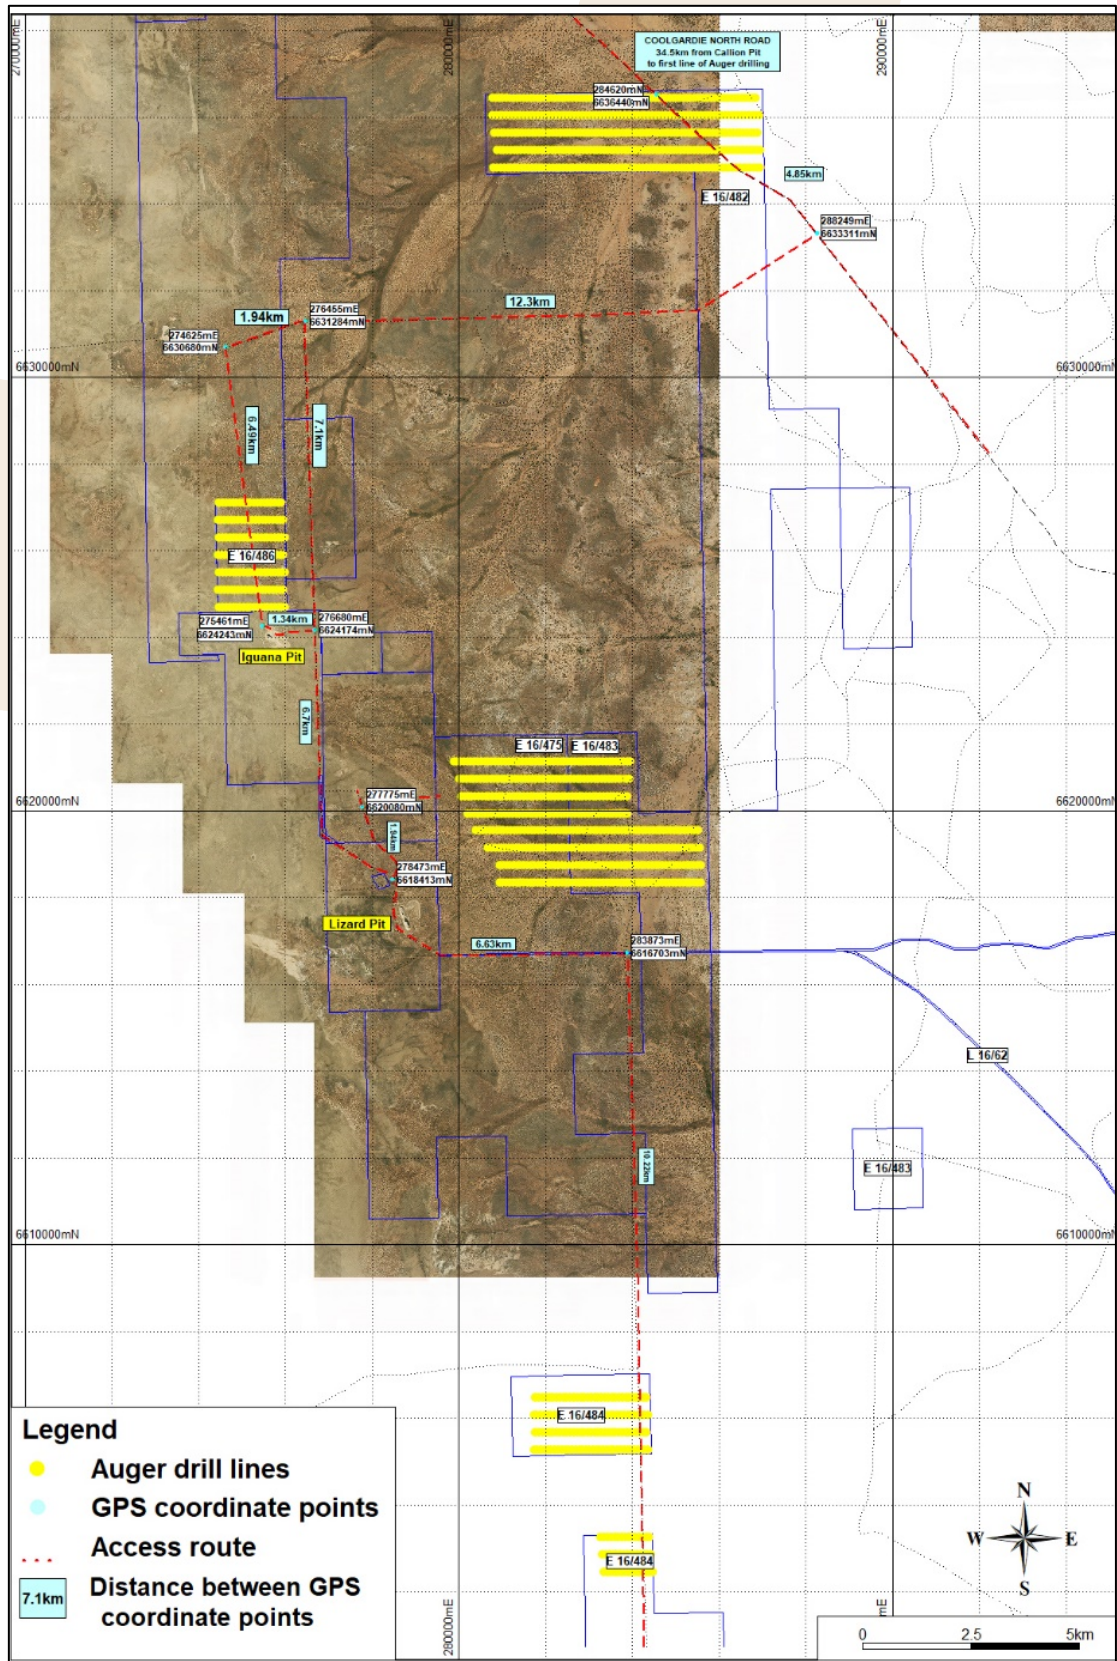 270000mE
280000mE
290000mE
COOLGARDIE NORTH ROAD
34.5km from Callion Pit
to first line of Auger drilling
284620mN
6636440mN
4.85km
E 16/482
288249mE
6633311mN
12.3km
1.94km
276455mE
6631284mN
274625mE
6630680mN
6630000mN
6630000mN
6.49km
7.1km
E 16/486
1.34km
275461mE
6624243mN
276680mE
6624174mN
Iguana Pit
6.7km
E 16/475
E 16/483
277775mE
6620080mN
6620000mN
6620000mN
1.94km
278473mE
6618413mN
Lizard Pit
6.63km
283873mE
6616703mN
L 16/62
10.22km
E 16/483
6610000mN
6610000mN
E 16/484
E 16/484
Legend
Auger drill lines
GPS coordinate points
Access route
7.1km
Distance between GPS
coordinate points
280000mE
mE
N
W
E
S
0
2.5
5km